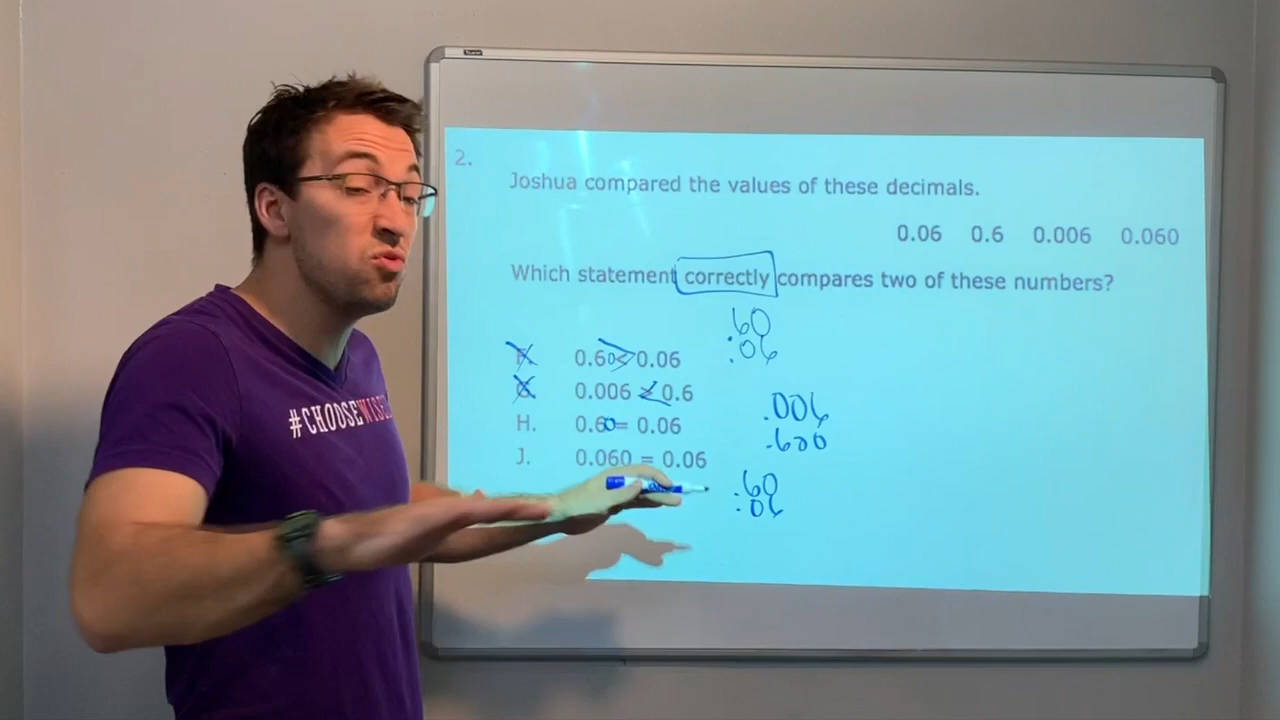 2.
Joshua compared the values of these decimals.
0.06 0.6 0.006 0.060
Which statement correctly compares two of these numbers?
.60
.06
0.60 > 0.06
G. 0.006 0.6
H. 0.60 = 0.06
J. 0.060 = 0.06
.006
.600
.60
.06
#CHOOSEWISE